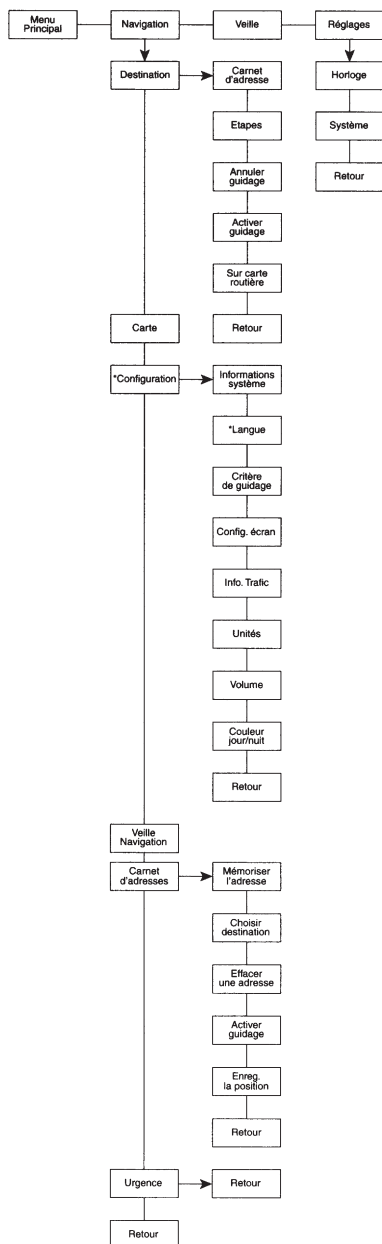 Menu
Principal
Navigation
Veille
Réglages
Destination
Carnet
d'adresse
Horloge
Etapes
Système
Annuler
guidage
Retour
Activer
guidage
Sur carte
routière
Carte
Retour
*Configuration
Informations
système
*Langue
Critère
de guidage
Config. écran
Info. Trafic
Unités
Volume
Couleur
jour/nuit
Retour
Veille
Navigation
Carnet
d'adresses
Mémoriser
l'adresse
Choisir
destination
Effacer
une adresse
Activer
guidage
Enreg.
la position
Retour
Urgence
Retour
Retour